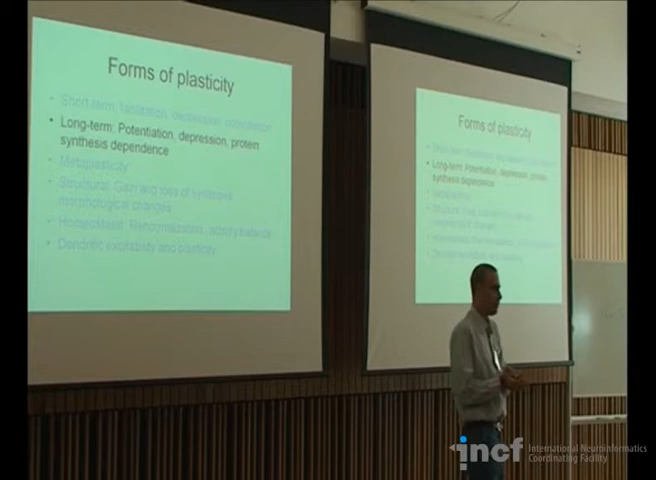 Forms of plasticity
Short-term: facilitation, depression,
Long-term: Potentiation, depression, protein
synthesis dependence
Metaplasticity
Structural: Gain and loss of synapses
morphological changes
Homeostatic: Renormalization, activity balance
Dendritic excitability and plasticity
Forms of plasticity
Long-term: Potentiation, depression, protein
synthesis dependence
incf International Neuroinformatics
Coordinating Facility